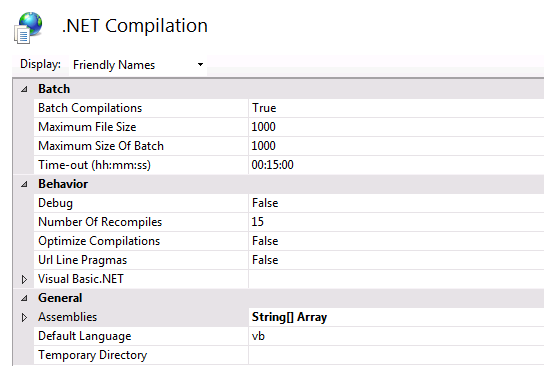 .NET Compilation
Display: Friendly Names
Batch
Batch Compilations True
Maximum File Size 1000
Maximum Size Of Batch 1000
Time-out (hh:mm:ss) 00:15:00
Behavior
Debug False
Number Of Recompiles 15
Optimize Compilations False
Url Line Pragmas False
Visual Basic.NET
General
Assemblies String[] Array
Default Language vb
Temporary Directory